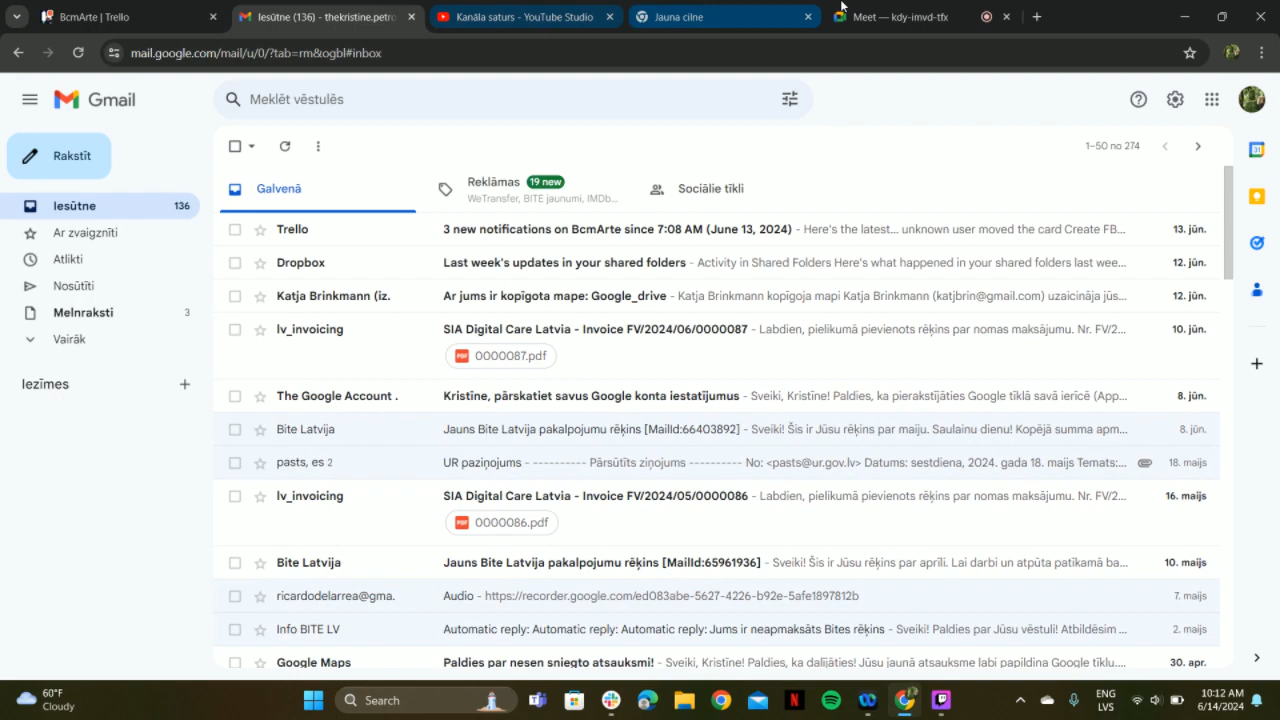 BcmArte | Trello
Iesūtne (136) - thekristine.petro
Kanāla saturs - YouTube Studio
Jauna cilne
Meet — kdy-imvd-tfx
mail.google.com/mail/u/0/?tab=rm&ogbl#inbox
Gmail
Meklēt vēstulēs
Rakstīt
1–50 no 274
Galvenā
Reklāmas 19 new
WeTransfer, BITE jaunumi, IMDb...
Sociālie tīkli
Iesūtne 136
Ar zvaigznīti
Atlikti
Nosūtīti
Melnraksti 3
Vairāk
Iezīmes
Trello 3 new notifications on BcmArte since 7:08 AM (June 13, 2024) - Here's the latest... unknown user moved the card Create FB... 13. jūn.
Dropbox Last week's updates in your shared folders - Activity in Shared Folders Here's what happened in your shared folders last wee... 12. jūn.
Katja Brinkmann (iz. Ar jums ir kopīgota mape: Google_drive - Katja Brinkmann kopīgoja mapi Katja Brinkmann (katjbrin@gmail.com) uzaicināja jūs... 12. jūn.
lv_invoicing SIA Digital Care Latvia - Invoice FV/2024/06/0000087 - Labdien, pielikumā pievienots rēķins par nomas maksājumu. Nr. FV/2... 10. jūn.
PDF 0000087.pdf
The Google Account . Kristīne, pārskatiet savus Google konta iestatījumus - Sveiki, Kristīne! Paldies, ka pierakstījāties Google tīklā savā ierīcē (App... 8. jūn.
Bite Latvija Jauns Bite Latvija pakalpojumu rēķins [MailId:66403892] - Sveiki! Šis ir Jūsu rēķins par maiju. Saulainu dienu! Kopējā summa apm... 8. jūn.
pasts, es 2 UR paziņojums - ---------- Pārsūtīts ziņojums ---------- No: <pasts@ur.gov.lv> Datums: sestdiena, 2024. gada 18. maijs Temats:... 18. maijs
lv_invoicing SIA Digital Care Latvia - Invoice FV/2024/05/0000086 - Labdien, pielikumā pievienots rēķins par nomas maksājumu. Nr. FV/2... 16. maijs
PDF 0000086.pdf
Bite Latvija Jauns Bite Latvija pakalpojumu rēķins [MailId:65961936] - Sveiki! Šis ir Jūsu rēķins par aprīli. Lai darbi un atpūta patīkamā ba... 10. maijs
ricardodelarrea@gma. Audio - https://recorder.google.com/ed083abe-5627-4226-b92e-5afe1897812b 7. maijs
Info BITE LV Automatic reply: Automatic reply: Automatic reply: Jums ir neapmaksāts Bites rēķins - Sveiki! Paldies par Jūsu vēstuli! Atbildēsim ... 2. maijs
Google Maps Paldies par nesen sniegto atsauksmi! - Sveiki, Kristīne! Paldies, ka dalījāties! Jūsu jaunā atsauksme labi papildina Google tīklu... 30. apr.
31
60°F
Cloudy
Search
ENG
LVS
10:12 AM
6/14/2024